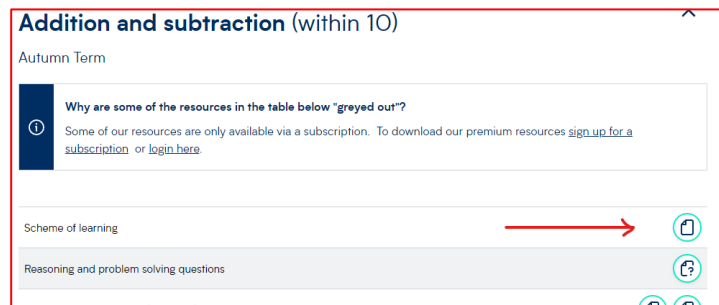 Addition and subtraction (within 10)
Autumn Term
Why are some of the resources in the table below "greyed out"?
Some of our resources are only available via a subscription. To download our premium resources sign up for a
subscription or login here.
Scheme of learning
Reasoning and problem solving questions